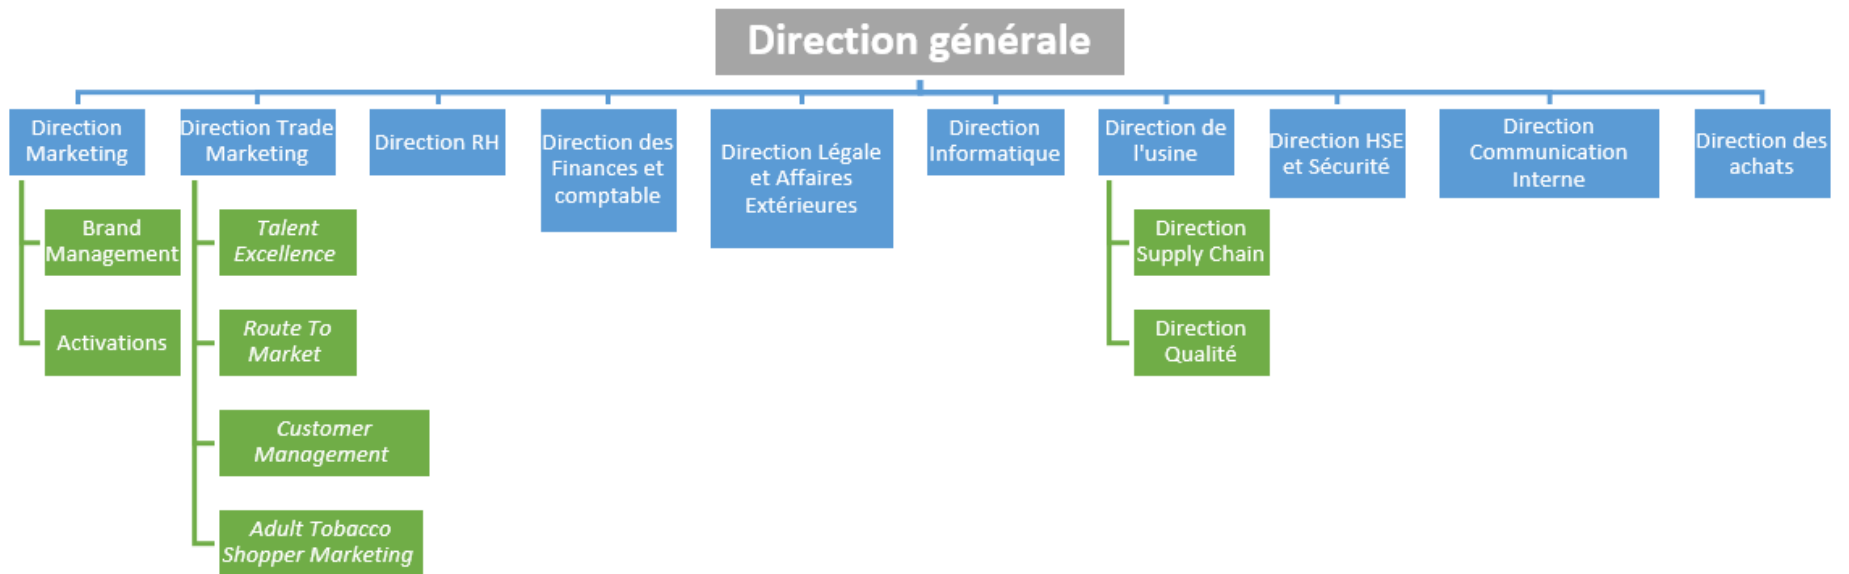 Direction générale
Direction
Marketing
Brand
Management
Activations
Direction Trade
Marketing
Talent
Excellence
Route To
Market
Customer
Management
Adult Tobacco
Shopper Marketing
Direction RH
Direction des
Finances et
comptable
Direction Légale
et Affaires
Extérieures
Direction
Informatique
Direction de
l'usine
Direction
Supply Chain
Direction
Qualité
Direction HSE
et Sécurité
Direction
Communication
Interne
Direction des
achats